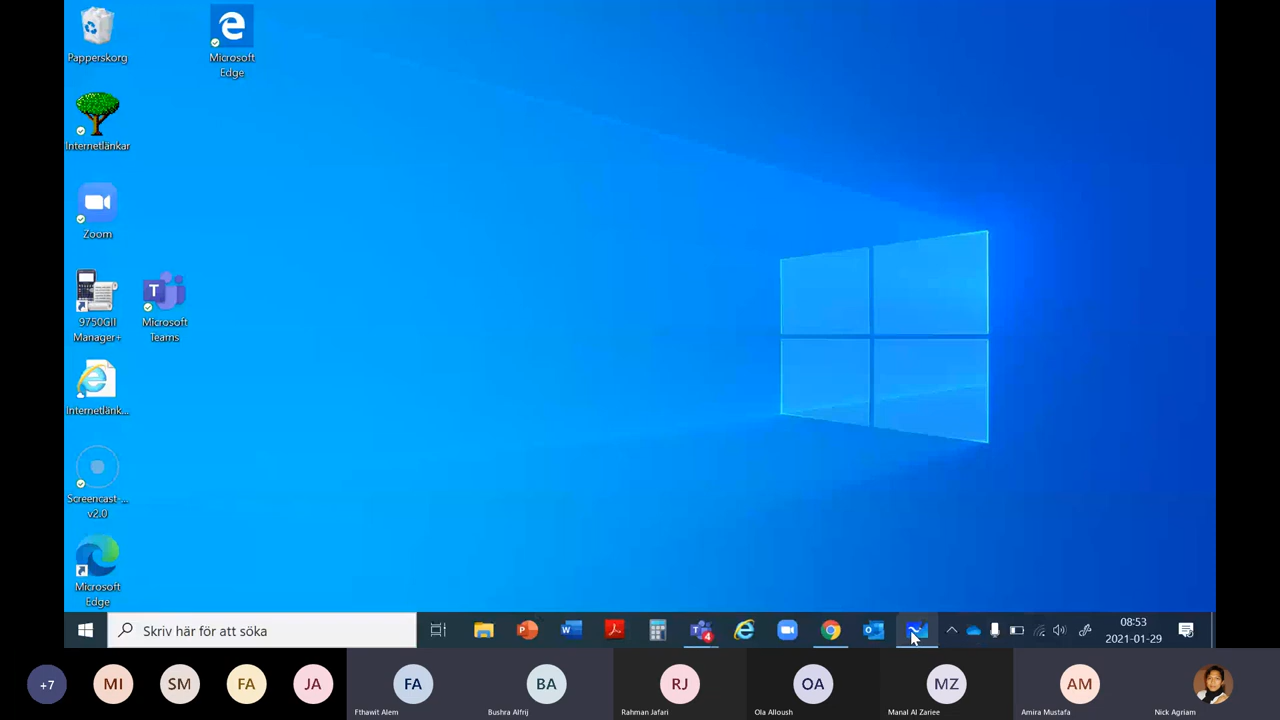 Papperskorg
Microsoft
Edge
Internetlänkar
Zoom
9750GII
Manager+
T
Microsoft
Teams
Internetlänk...
Screencast-...
v2.0
Microsoft
Edge
Skriv här för att söka
4
08:53
2021-01-29
+7
MI
SM
FA
JA
FA
Fthawit Alem
BA
Bushra Alfrij
RJ
Rahman Jafari
OA
Ola Alloush
MZ
Manal Al Zariee
AM
Amira Mustafa
Nick Agriam